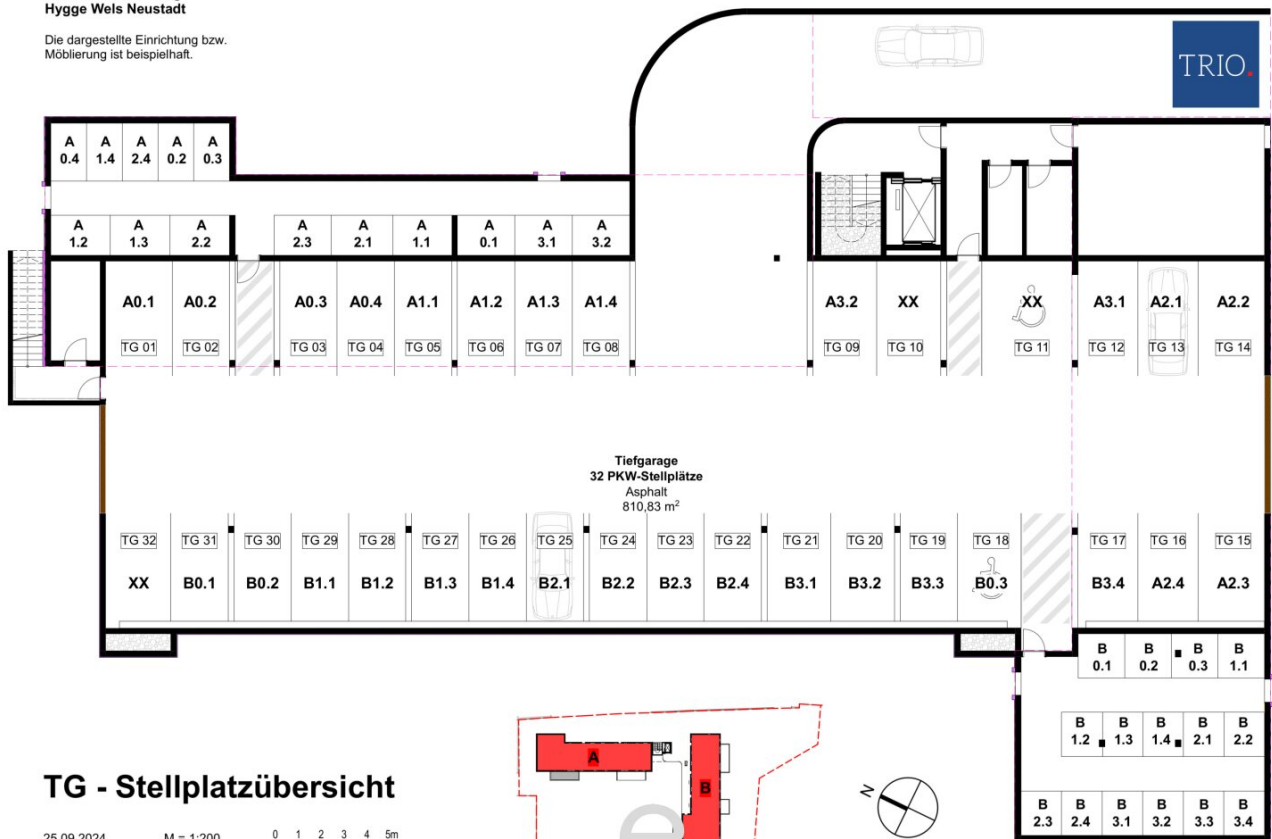 Hygge Wels Neustadt
Die dargestellte Einrichtung bzw.
Möblierung ist beispielhaft.
TRIO.
A 0.4 A 1.4 A 2.4 A 0.2 A 0.3
A 1.2 A 1.3 A 2.2 A 2.3 A 2.1 A 1.1 A 0.1 A 3.1 A 3.2
A0.1 A0.2 A0.3 A0.4 A1.1 A1.2 A1.3 A1.4 A3.2 XX XX A3.1 A2.1 A2.2
TG 01 TG 02 TG 03 TG 04 TG 05 TG 06 TG 07 TG 08 TG 09 TG 10 TG 11 TG 12 TG 13 TG 14
Tiefgarage
32 PKW-Stellplätze
Asphalt
810,83 m²
TG 32 TG 31 TG 30 TG 29 TG 28 TG 27 TG 26 TG 25 TG 24 TG 23 TG 22 TG 21 TG 20 TG 19 TG 18 TG 17 TG 16 TG 15
XX B0.1 B0.2 B1.1 B1.2 B1.3 B1.4 B2.1 B2.2 B2.3 B2.4 B3.1 B3.2 B3.3 B0.3 B3.4 A2.4 A2.3
B 0.1 B 0.2 B 0.3 B 1.1
B 1.2 B 1.3 B 1.4 B 2.1 B 2.2
B 2.3 B 2.4 B 3.1 B 3.2 B 3.3 B 3.4
A
B
N
TG - Stellplatzübersicht
25.09.2024 M = 1:200 0 1 2 3 4 5m